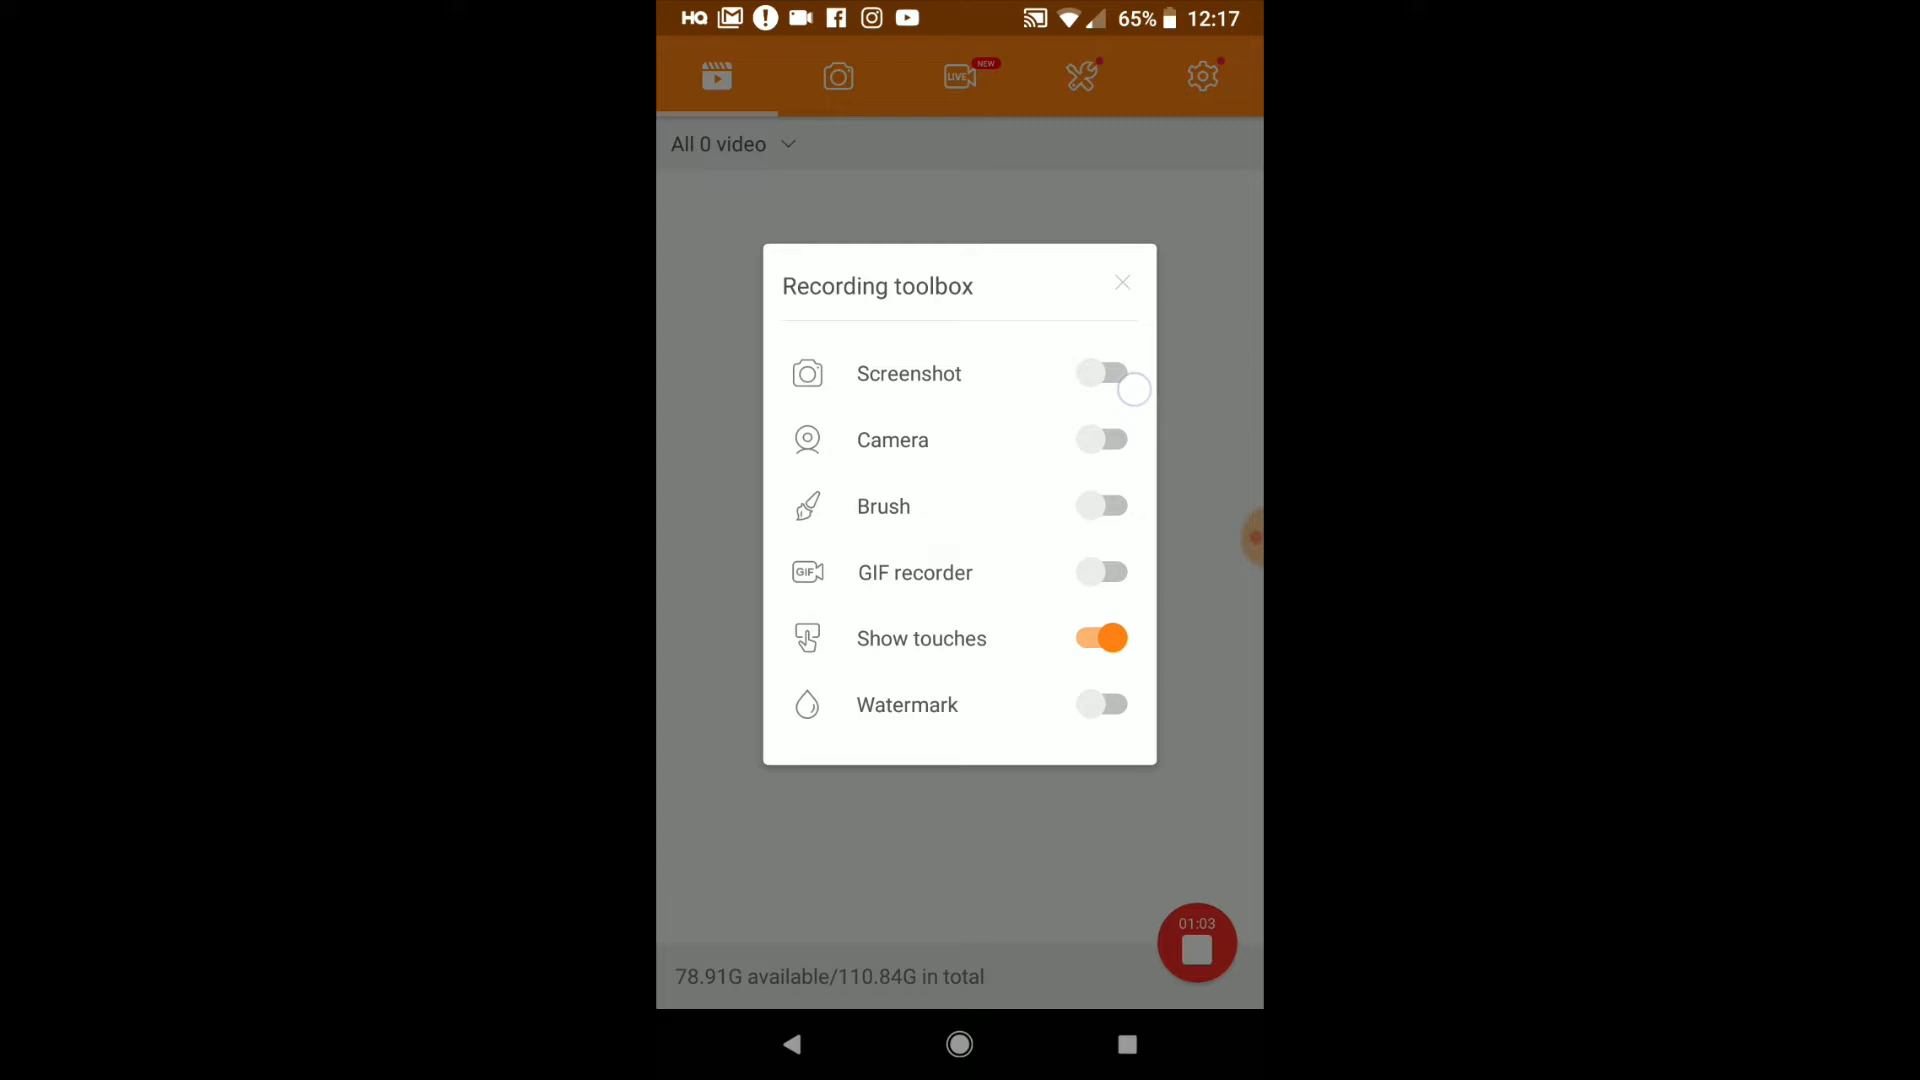 HQ 65% 12:17
LIVE NEW
All 0 video
Recording toolbox
Screenshot
Camera
Brush
GIF GIF recorder
Show touches
Watermark
01:03
78.91G available/110.84G in total